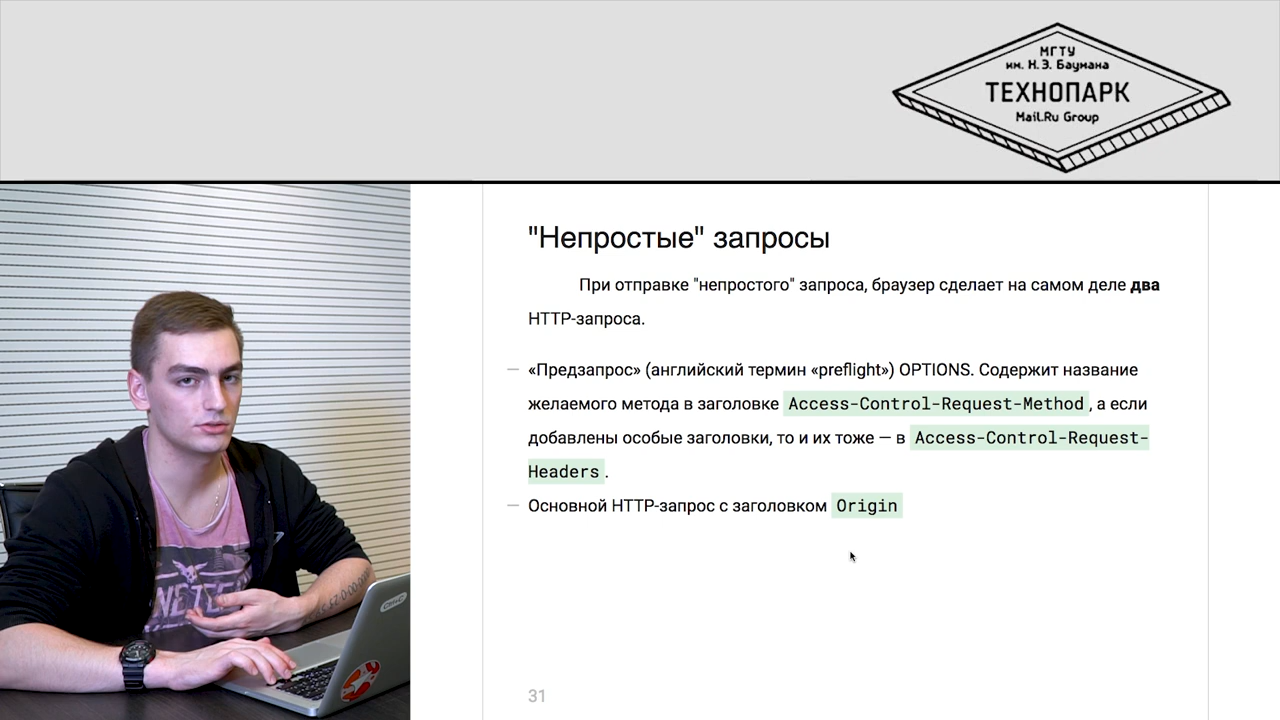 МГТУ
им. Н.Э. Баумана
ТЕХНОПАРК
Mail.Ru Group
"Непростые" запросы
При отправке "непростого" запроса, браузер сделает на самом деле два
HTTP-запроса.
— «Предзапрос» (английский термин «preflight») OPTIONS. Содержит название
желаемого метода в заголовке Access-Control-Request-Method , а если
добавлены особые заголовки, то и их тоже — в Access-Control-Request-
Headers .
— Основной HTTP-запрос с заголовком Origin
31